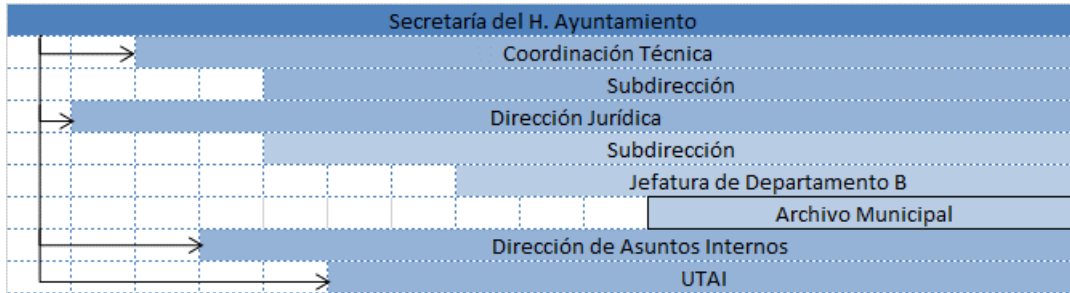 Secretaría del H. Ayuntamiento
Coordinación Técnica
Subdirección
Dirección Jurídica
Subdirección
Jefatura de Departamento B
Archivo Municipal
Dirección de Asuntos Internos
UTAI